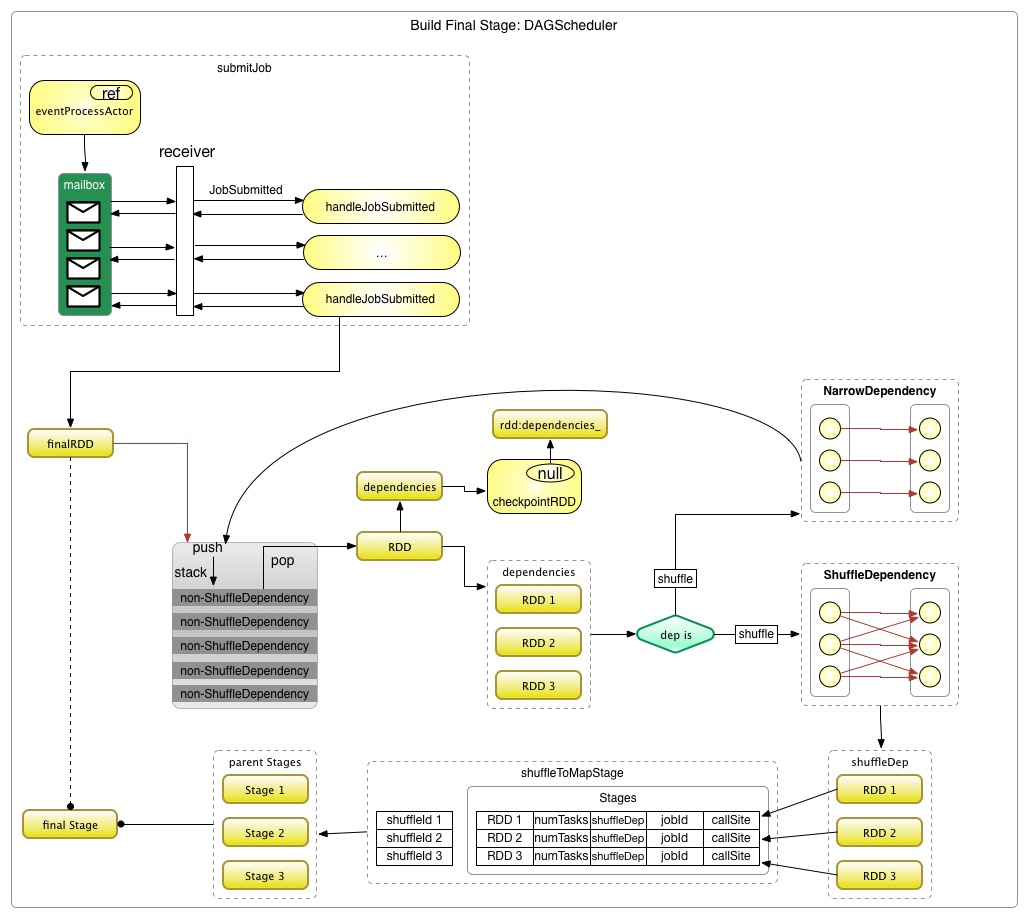 Build Final Stage: DAGScheduler
submitJob
ref
eventProcessActor
receiver
mailbox
JobSubmitted
handleJobSubmitted
...
handleJobSubmitted
NarrowDependency
rdd:dependencies_
finalRDD
null
checkpointRDD
dependencies
RDD
push
pop
stack
non-ShuffleDependency
non-ShuffleDependency
non-ShuffleDependency
non-ShuffleDependency
non-ShuffleDependency
dependencies
RDD 1
RDD 2
RDD 3
shuffle
dep is
shuffle
ShuffleDependency
shuffleDep
RDD 1
RDD 2
RDD 3
shuffleToMapStage
Stages
shuffleId 1
shuffleId 2
shuffleId 3
RDD 1 numTasks shuffleDep jobId callSite
RDD 2 numTasks shuffleDep jobId callSite
RDD 3 numTasks shuffleDep jobId callSite
parent Stages
Stage 1
Stage 2
Stage 3
final Stage